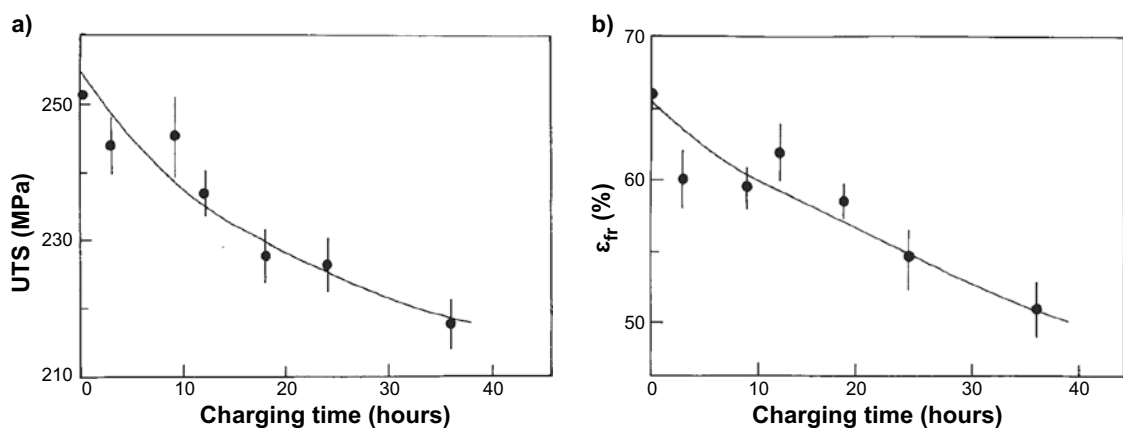 a)
UTS (MPa)
250
230
210
0 10 20 30 40
Charging time (hours)
b)
ε_fr (%)
70
60
50
0 10 20 30 40
Charging time (hours)